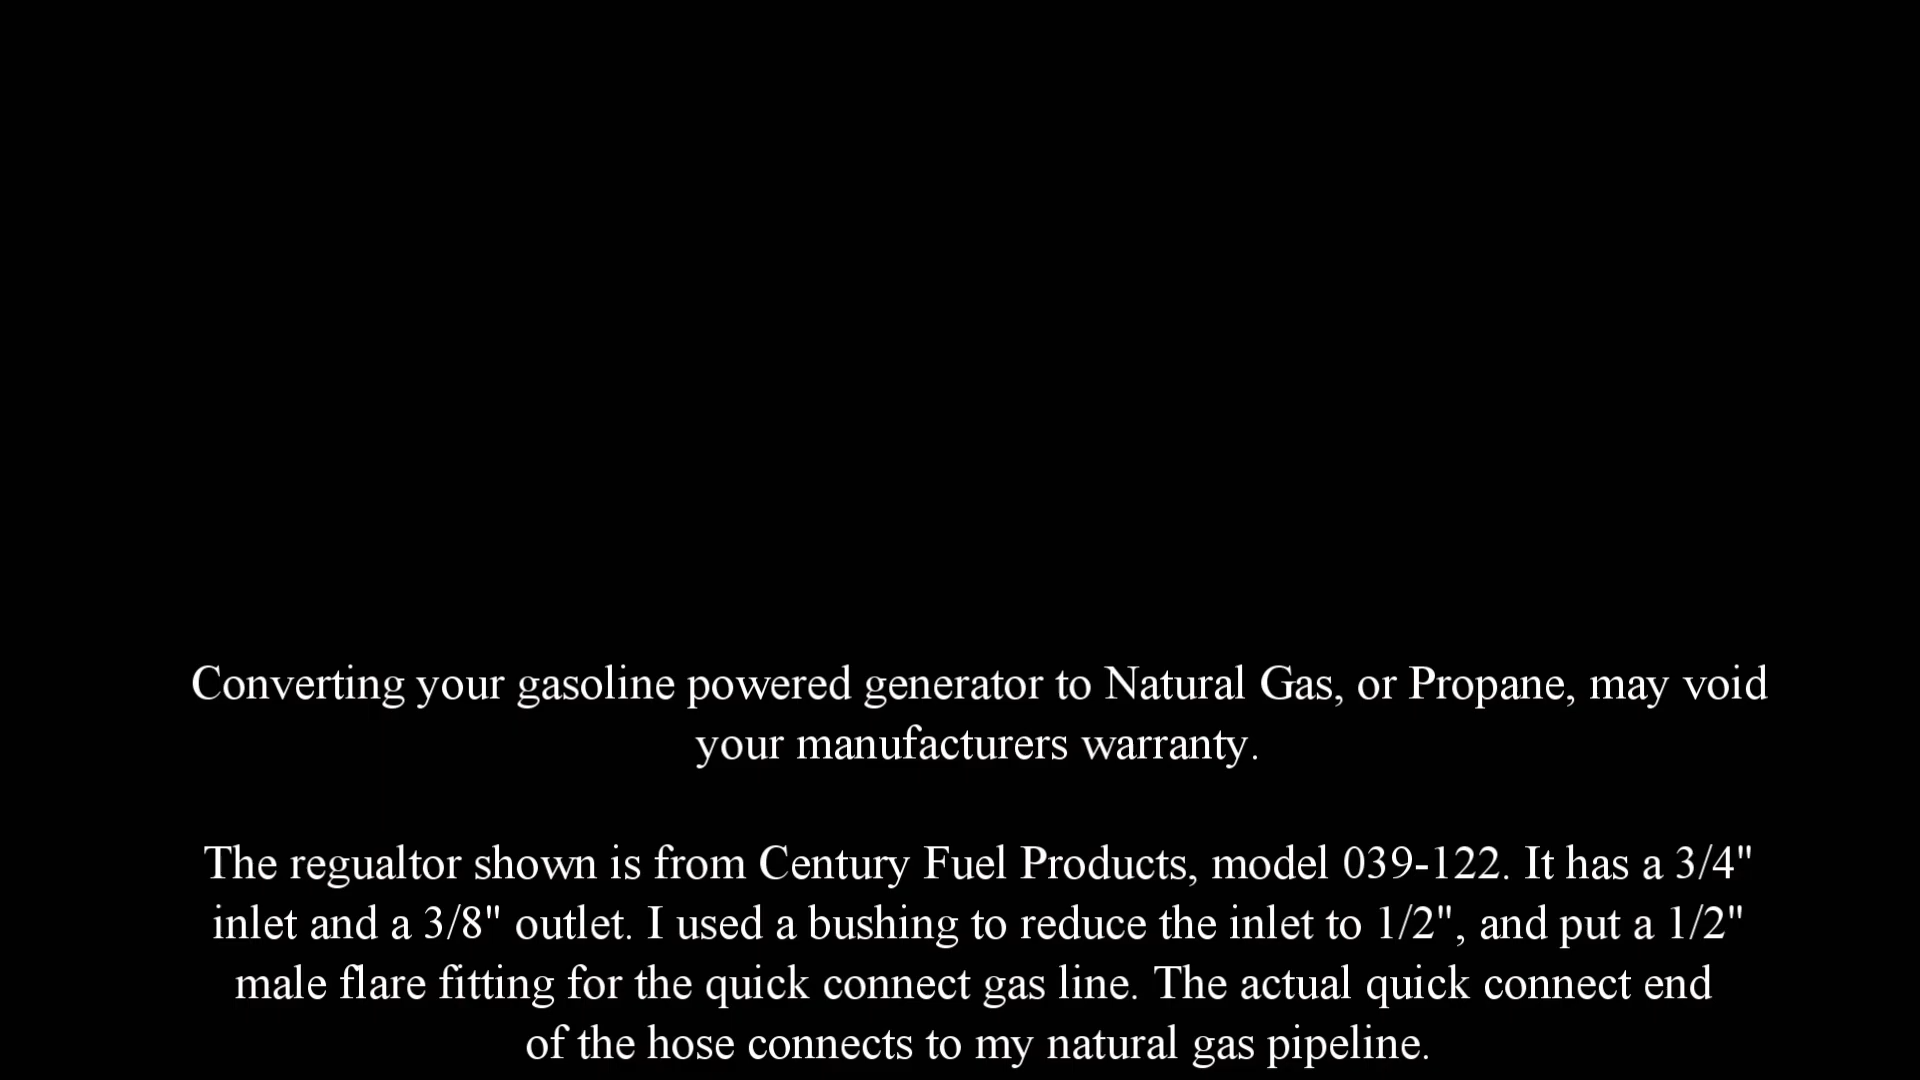 Converting your gasoline powered generator to Natural Gas, or Propane, may void
your manufacturers warranty.
The regualtor shown is from Century Fuel Products, model 039-122. It has a 3/4"
inlet and a 3/8" outlet. I used a bushing to reduce the inlet to 1/2", and put a 1/2"
male flare fitting for the quick connect gas line. The actual quick connect end
of the hose connects to my natural gas pipeline.